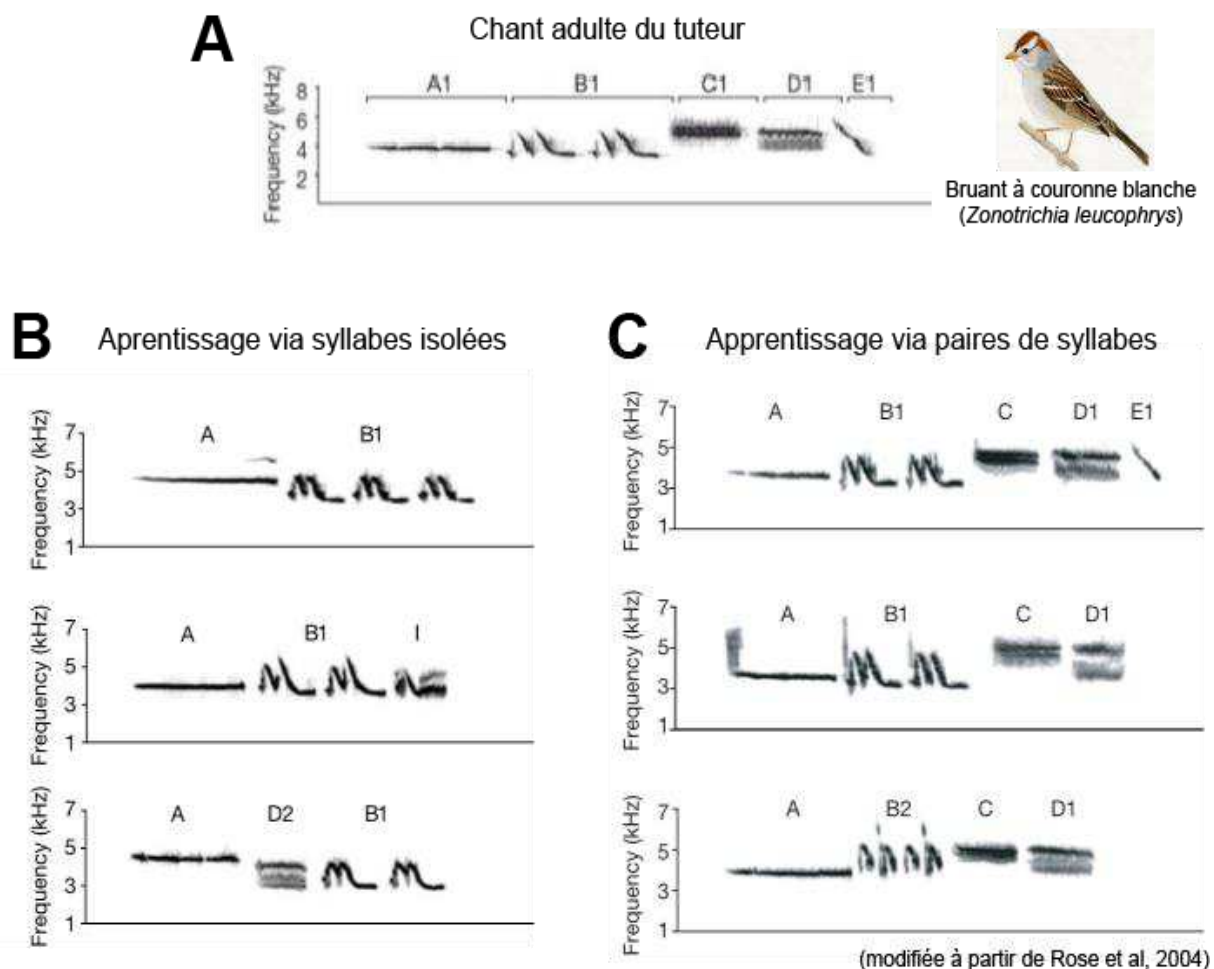 A
Chant adulte du tuteur
Frequency (kHz)
8
6
4
2
A1 B1 C1 D1 E1
Bruant à couronne blanche
(Zonotrichia leucophrys)
B
Aprentissage via syllabes isolées
Frequency (kHz)
7
5
3
1
A B1
Frequency (kHz)
7
5
3
1
A B1 I
Frequency (kHz)
7
5
3
1
A D2 B1
C
Apprentissage via paires de syllabes
Frequency (kHz)
7
5
3
1
A B1 C D1 E1
Frequency (kHz)
7
5
3
1
A B1 C D1
Frequency (kHz)
7
5
3
1
A B2 C D1
(modifiée à partir de Rose et al, 2004)